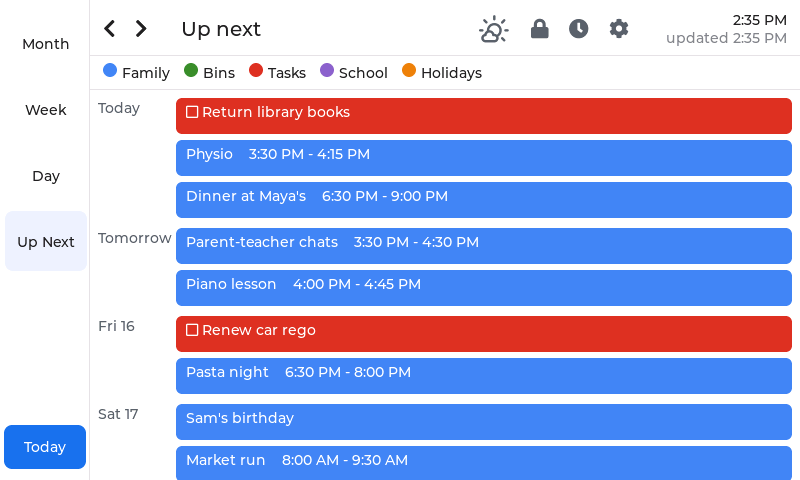 Month
Week
Day
Up Next
Today
Up next
2:35 PM
updated 2:35 PM
Family Bins Tasks School Holidays
Today
Return library books
Physio 3:30 PM - 4:15 PM
Dinner at Maya's 6:30 PM - 9:00 PM
Tomorrow
Parent-teacher chats 3:30 PM - 4:30 PM
Piano lesson 4:00 PM - 4:45 PM
Fri 16
Renew car rego
Pasta night 6:30 PM - 8:00 PM
Sat 17
Sam's birthday
Market run 8:00 AM - 9:30 AM